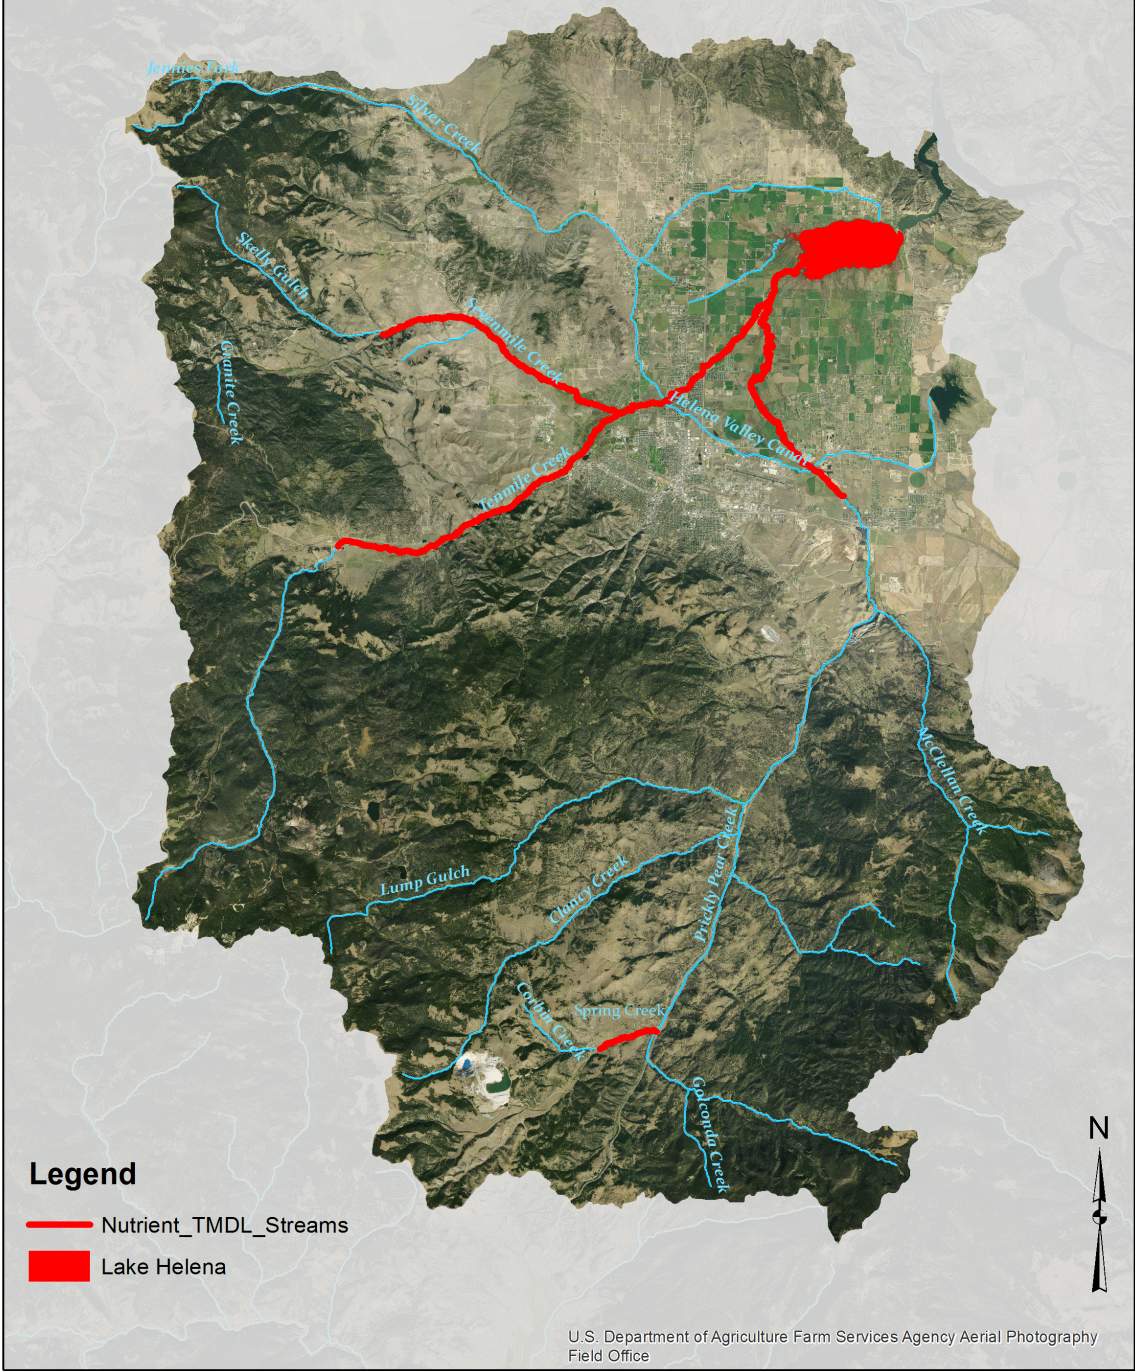 Jennies Fork
Silver Creek
Skelly Gulch
Sevenmile Creek
Granite Creek
Helena Valley Canal
Tenmile Creek
McClellan Creek
Prickly Pear Creek
Lump Gulch
Clancy Creek
Corbin Creek
Spring Creek
Golconda Creek
N
Legend
Nutrient_TMDL_Streams
Lake Helena
U.S. Department of Agriculture Farm Services Agency Aerial Photography
Field Office